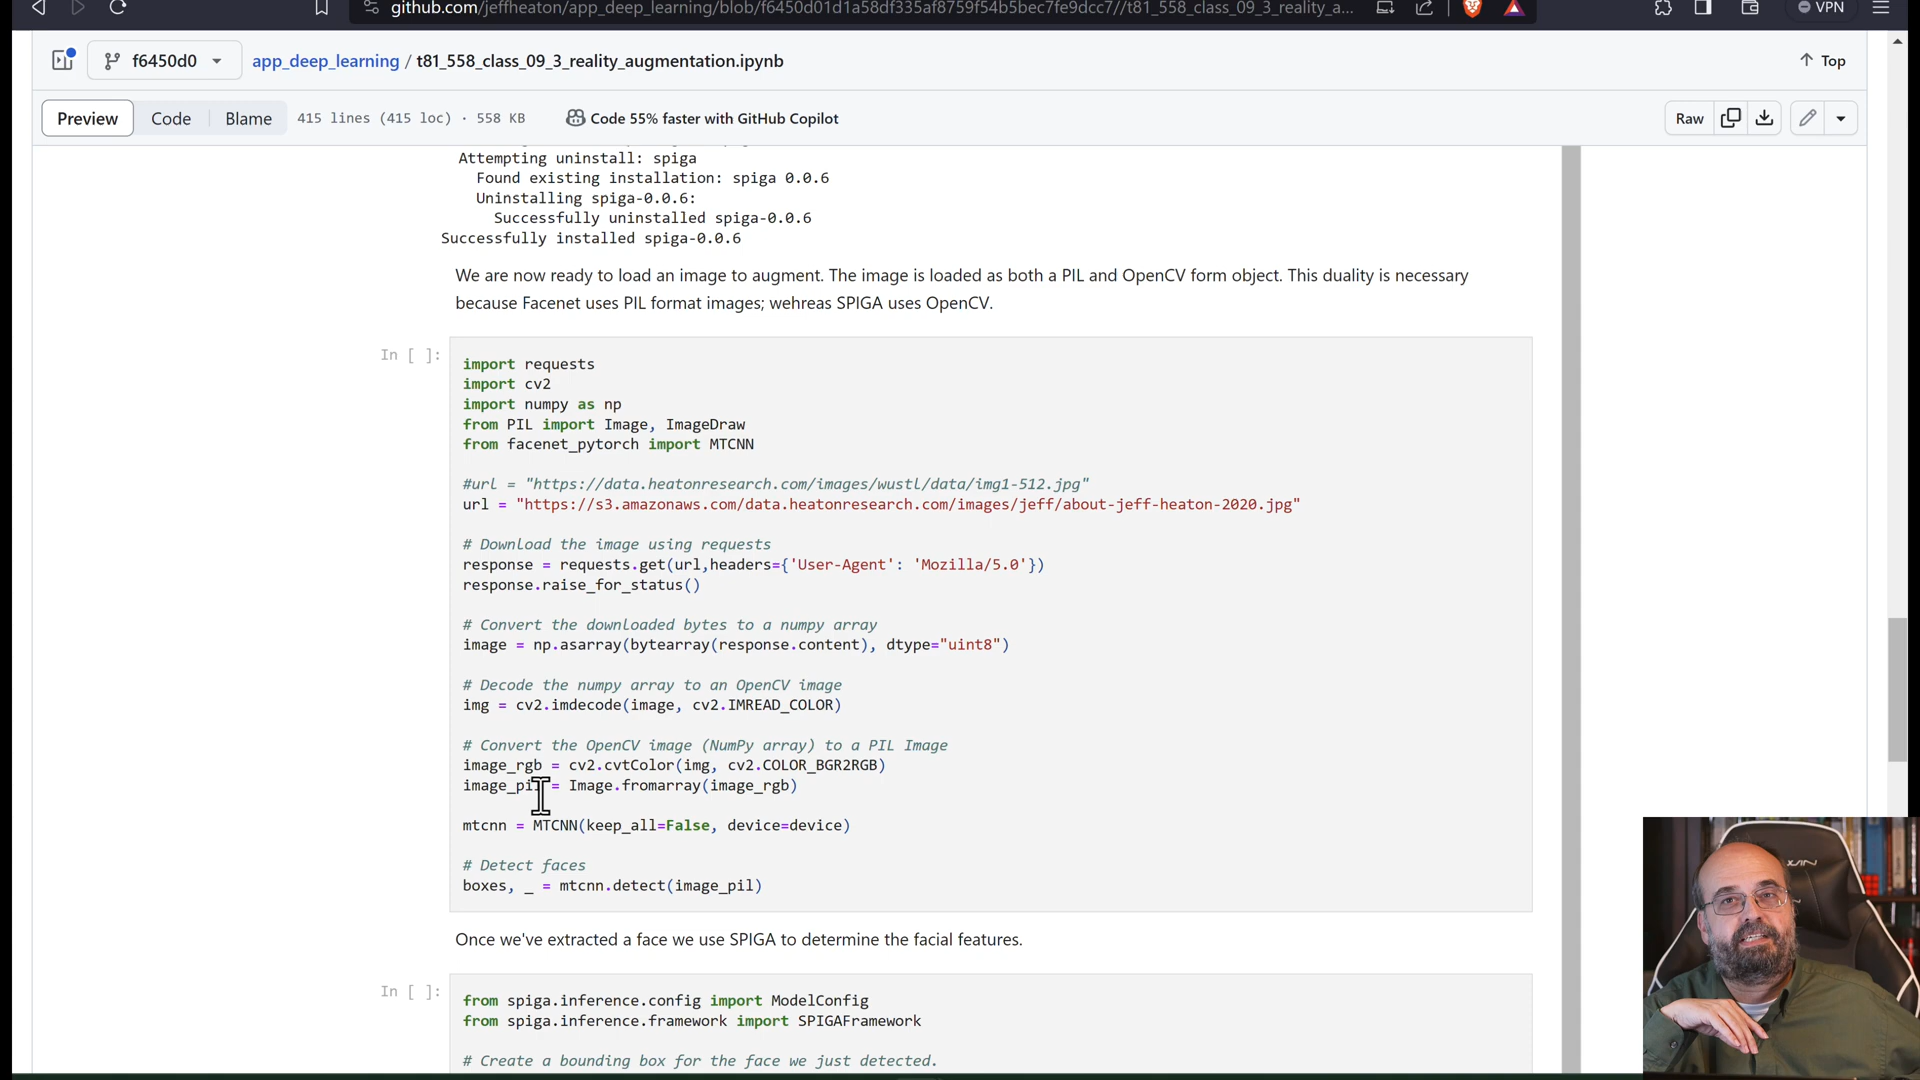 github.com/jeffheaton/app_deep_learning/blob/f6450d01d1a58df335af8759f54b5bec7fe9dcc7//t81_558_class_09_3_reality_a...
VPN
f6450d0
app_deep_learning / t81_558_class_09_3_reality_augmentation.ipynb
Top
Preview
Code
Blame
415 lines (415 loc) · 558 KB
Code 55% faster with GitHub Copilot
Raw
Attempting uninstall: spiga
Found existing installation: spiga 0.0.6
Uninstalling spiga-0.0.6:
Successfully uninstalled spiga-0.0.6
Successfully installed spiga-0.0.6
We are now ready to load an image to augment. The image is loaded as both a PIL and OpenCV form object. This duality is necessary
because Facenet uses PIL format images; wehreas SPIGA uses OpenCV.
In [ ]:
import requests
import cv2
import numpy as np
from PIL import Image, ImageDraw
from facenet_pytorch import MTCNN
#url = "https://data.heatonresearch.com/images/wustl/data/img1-512.jpg"
url = "https://s3.amazonaws.com/data.heatonresearch.com/images/jeff/about-jeff-heaton-2020.jpg"
# Download the image using requests
response = requests.get(url,headers={'User-Agent': 'Mozilla/5.0'})
response.raise_for_status()
# Convert the downloaded bytes to a numpy array
image = np.asarray(bytearray(response.content), dtype="uint8")
# Decode the numpy array to an OpenCV image
img = cv2.imdecode(image, cv2.IMREAD_COLOR)
# Convert the OpenCV image (NumPy array) to a PIL Image
image_rgb = cv2.cvtColor(img, cv2.COLOR_BGR2RGB)
image_pil = Image.fromarray(image_rgb)
mtcnn = MTCNN(keep_all=False, device=device)
# Detect faces
boxes, _ = mtcnn.detect(image_pil)
Once we've extracted a face we use SPIGA to determine the facial features.
In [ ]:
from spiga.inference.config import ModelConfig
from spiga.inference.framework import SPIGAFramework
# Create a bounding box for the face we just detected.